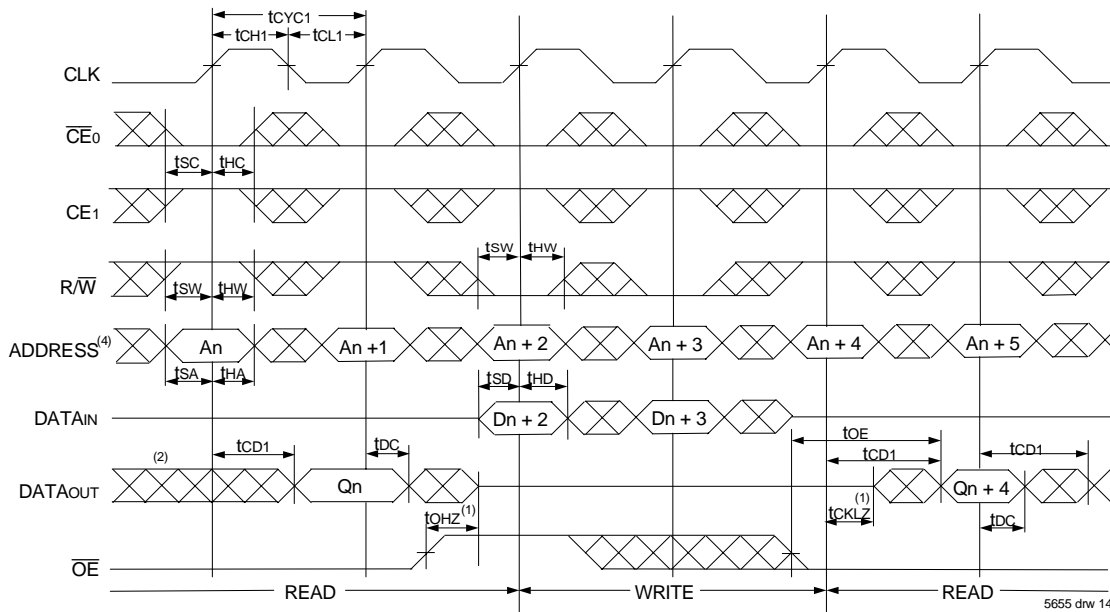 tCYC1
tCH1 tCL1
CLK
CE0
tSC tHC
CE1
tSW tHW
R/W
tSW tHW
ADDRESS(4) An An +1 An + 2 An + 3 An + 4 An + 5
tSA tHA tSD tHD
DATAIN Dn + 2 Dn + 3
tOE
(2) tCD1 tDC tCD1 tCD1
DATAOUT Qn Qn + 4
tOHZ(1) tCKLZ(1) tDC
OE
READ WRITE READ
5655 drw 14